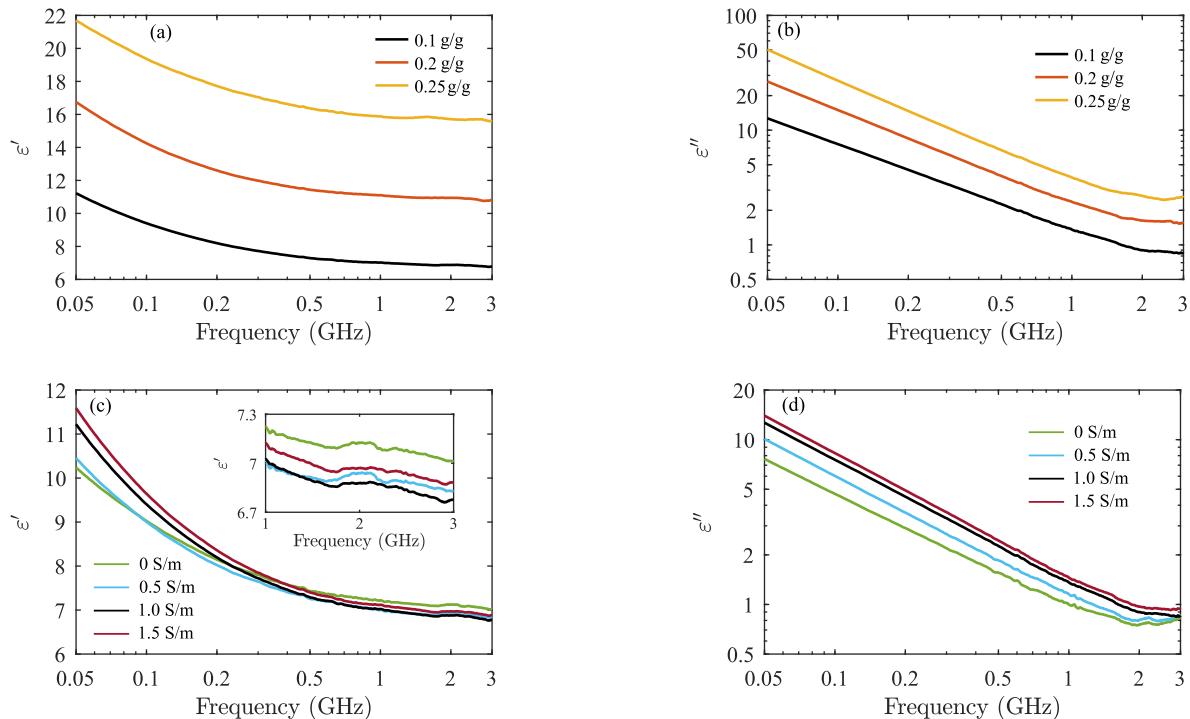 22
20
18
16
14
12
10
8
6
ε′
(a)
0.1 g/g
0.2 g/g
0.25 g/g
0.05 0.1 0.2 0.5 1 2 3
Frequency (GHz)
100
50
20
10
5
2
1
0.5
ε″
(b)
0.1 g/g
0.2 g/g
0.25 g/g
0.05 0.1 0.2 0.5 1 2 3
Frequency (GHz)
12
11
10
9
8
7
6
ε′
(c)
7.3
7
6.7
ε′
1 2 3
Frequency (GHz)
0 S/m
0.5 S/m
1.0 S/m
1.5 S/m
0.05 0.1 0.2 0.5 1 2 3
Frequency (GHz)
20
10
5
2
1
0.5
ε″
(d)
0 S/m
0.5 S/m
1.0 S/m
1.5 S/m
0.05 0.1 0.2 0.5 1 2 3
Frequency (GHz)